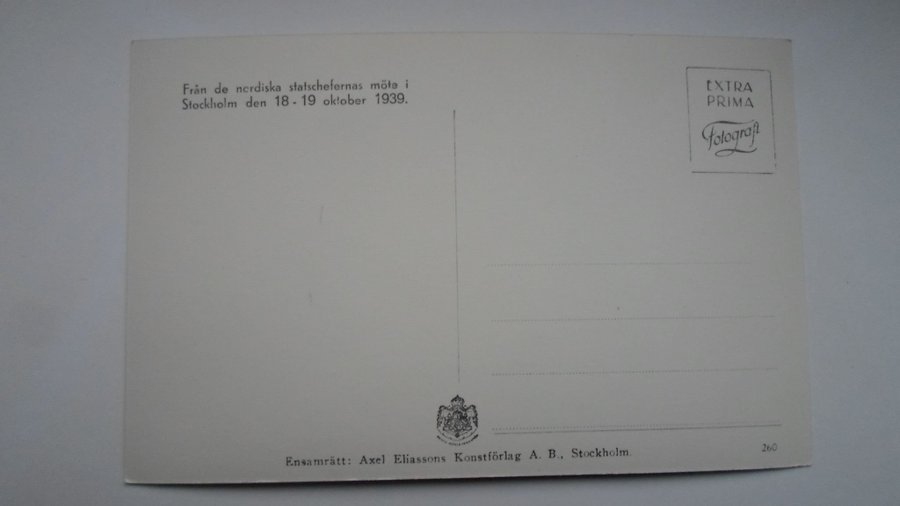 Från de nordiska statschefernas möte i
Stockholm den 18 - 19 oktober 1939.
EXTRA
PRIMA
Fotografi
Ensamrätt: Axel Eliassons Konstförlag A. B., Stockholm.
260